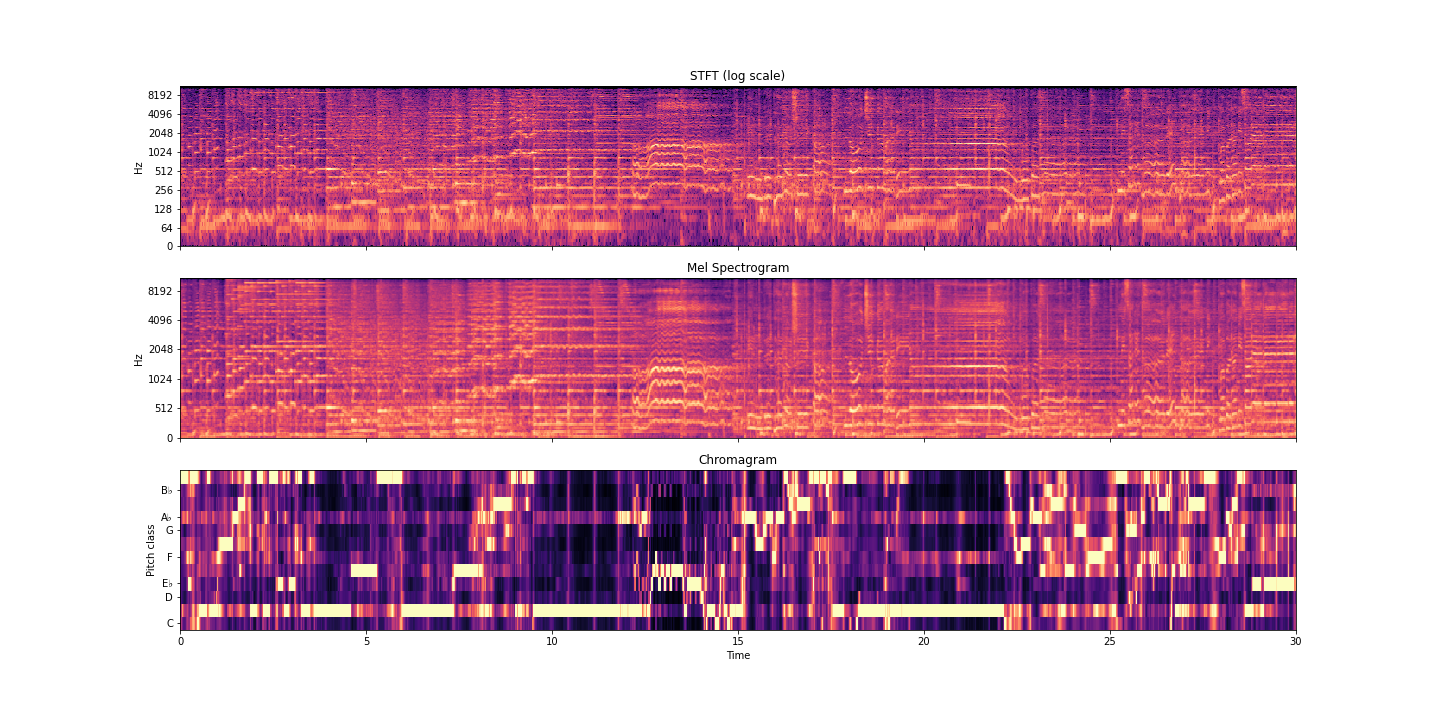 STFT (log scale)
8192
4096
2048
1024
512
256
128
64
0
Hz
Mel Spectrogram
8192
4096
2048
1024
512
0
Hz
Chromagram
B♭
A♭
G
F
E♭
D
C
Pitch class
0 5 10 15 20 25 30
Time